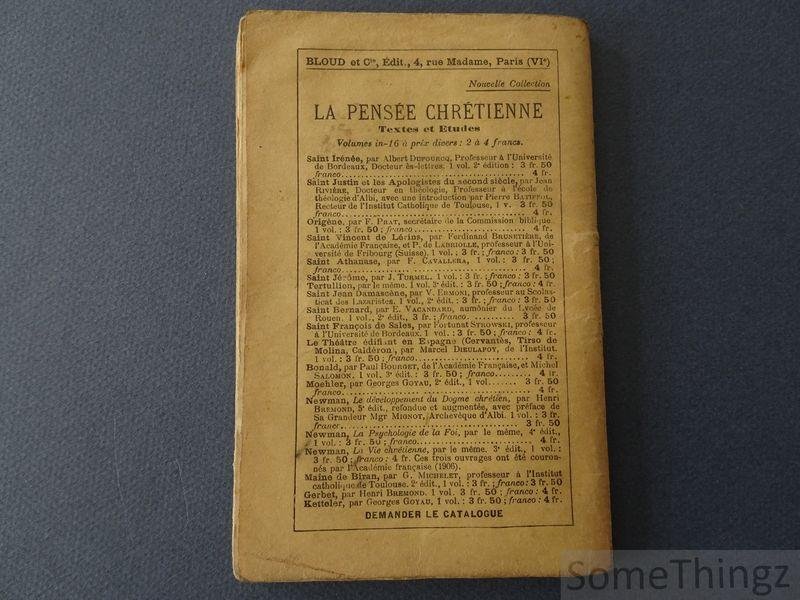 BLOUD et Cie, Édit., 4, rue Madame, Paris (VIe)
Nouvelle Collection
LA PENSÉE CHRÉTIENNE
Textes et Etudes
Volumes in-16 à prix divers : 2 à 4 francs.
Saint Irénée, par Albert DUFOURCQ, Professeur à l'Université
de Bordeaux, Docteur ès-lettres. 1 vol. 2e édition : 3 fr. 50
franco........ 4 fr.
Saint Justin et les Apologistes du second siècle, par Jean
RIVIÈRE, Docteur en théologie, Professeur à l'école de
théologie d'Albi, avec une introduction par Pierre BATIFFOL,
Recteur de l'Institut Catholique de Toulouse, 1 v. 3 fr. 50
franco........ 4 fr.
Origène, par F. PRAT, secrétaire de la Commission biblique.
1 vol. : 3 fr. 50 ; franco........ 4 fr.
Saint Vincent de Lérins, par Ferdinand BRUNETIÈRE, de
l'Académie Française, et P. de LABRIOLLE, professeur à l'Uni-
versité de Fribourg (Suisse). 1 vol. : 3 fr. ; franco : 3 fr. 50
Saint Athanase, par F. CAVALLERA, 1 vol. : 3 fr. 50 ;
franco........ 4 fr.
Saint Jérôme, par J. TURMEL. 1 vol. : 3 fr. ; franco : 3 fr. 50
Tertullien, par le même. 1 vol. 3e édit. : 3 fr. 50 ; franco : 4 fr.
Saint Jean Damascène, par V. ERMONI, professeur au Scolas-
ticat des Lazaristes. 1 vol., 2e édit. : 3 fr. ; franco : 3 fr. 50
Saint Bernard, par E. VACANDARD, aumônier du Lycée de
Rouen. 1 vol., 2e édit., 3 fr. ; franco. ........ 3 fr. 50
Saint François de Sales, par Fortunat STROWSKI, professeur
à l'Université de Bordeaux. 1 vol. : 3 fr. 50 ; franco : 4 fr.
Le Théâtre édifiant en Espagne (Cervantès, Tirso de
Molina, Caldéron), par Marcel DIEULAFOY, de l'Institut.
1 vol. : 3 fr. 50 ; franco........ 4 fr.
Bonald, par Paul BOURGET, de l'Académie Française, et Michel
SALOMON. 1 vol. 3e édit. : 3 fr. 50 ; franco........ 4 fr.
Moehler, par Georges GOYAU, 2e édit., 1 vol....... 3 fr. 50
franco........ 4 fr.
Newman, Le développement du Dogme chrétien, par Henri
BREMOND, 5e édit., refondue et augmentée, avec préface de
Sa Grandeur Mgr MIGNOT, Archevêque d'Albi. 1 vol. : 3 fr.
franco........ 3 fr. 50
Newman, La Psychologie de la Foi, par le même, 4e édit.,
1 vol. : 3 fr. 50 ; franco........ 4 fr.
Newman, La Vie chrétienne, par le même. 3e édit., 1 vol. :
3 fr. 50 ; franco : 4 fr. Ces trois ouvrages ont été couron-
nés par l'Académie française (1906).
Maine de Biran, par G. MICHELET, professeur à l'Institut
catholique de Toulouse. 2e édit., 1 vol. : 3 fr. ; franco : 3 fr. 50
Gerbet, par Henri BREMOND. 1 vol. 3 fr. 50 ; franco : 4 fr.
Ketteler, par Georges GOYAU, 1 vol. : 3 fr. 50 ; franco : 4 fr.
DEMANDER LE CATALOGUE
SomeThingz